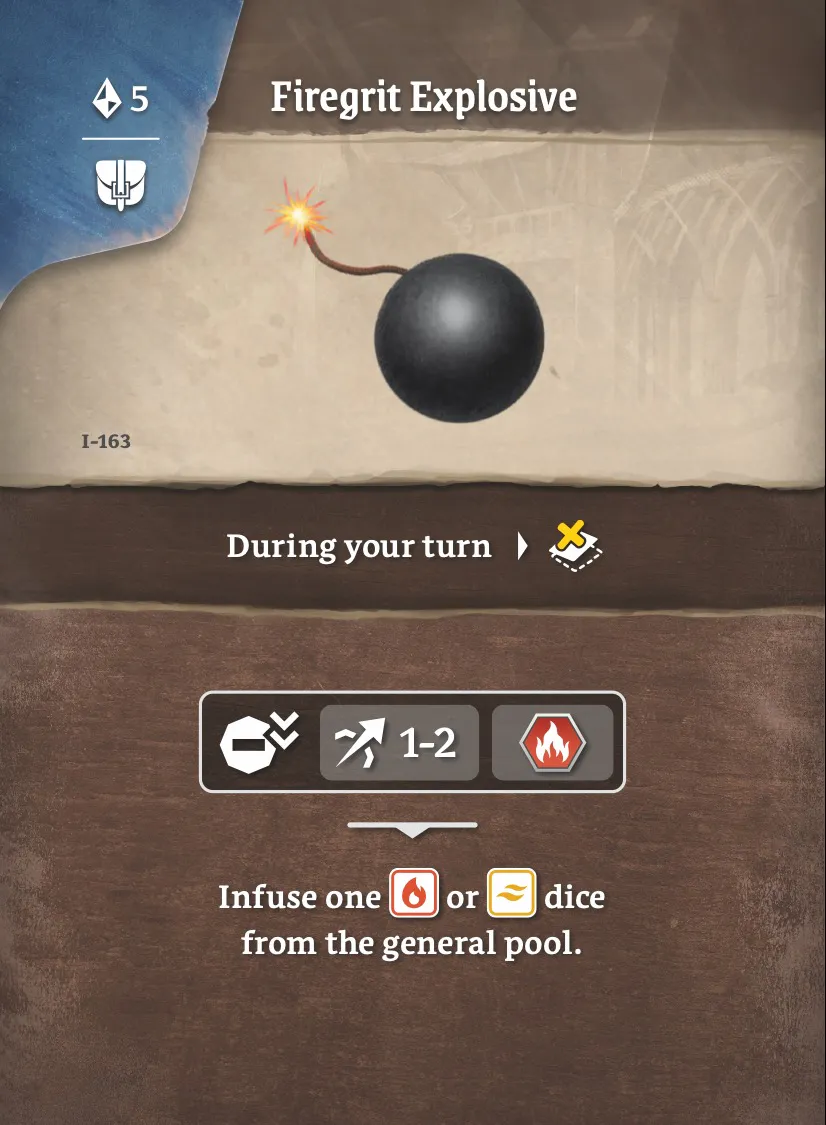 5
Firegrit Explosive
I-163
During your turn
1-2
Infuse one or dice
from the general pool.